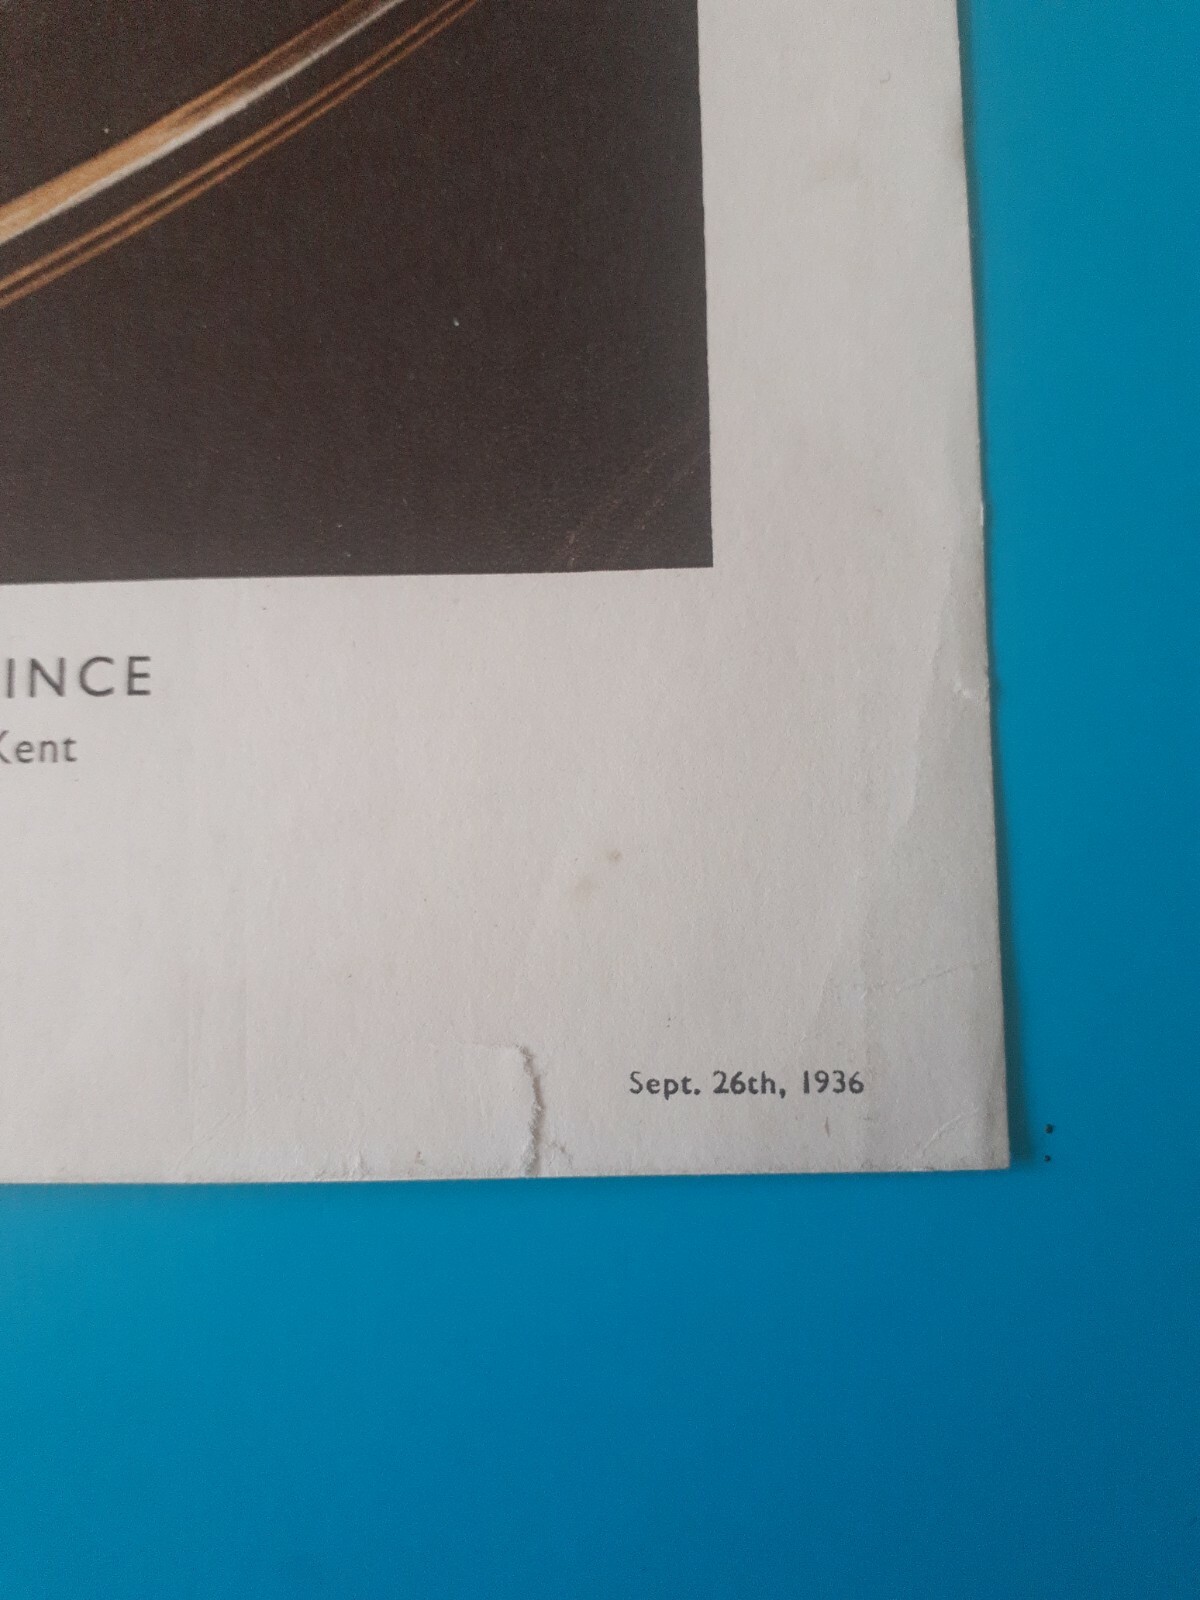 INCE
Kent
Sept. 26th, 1936